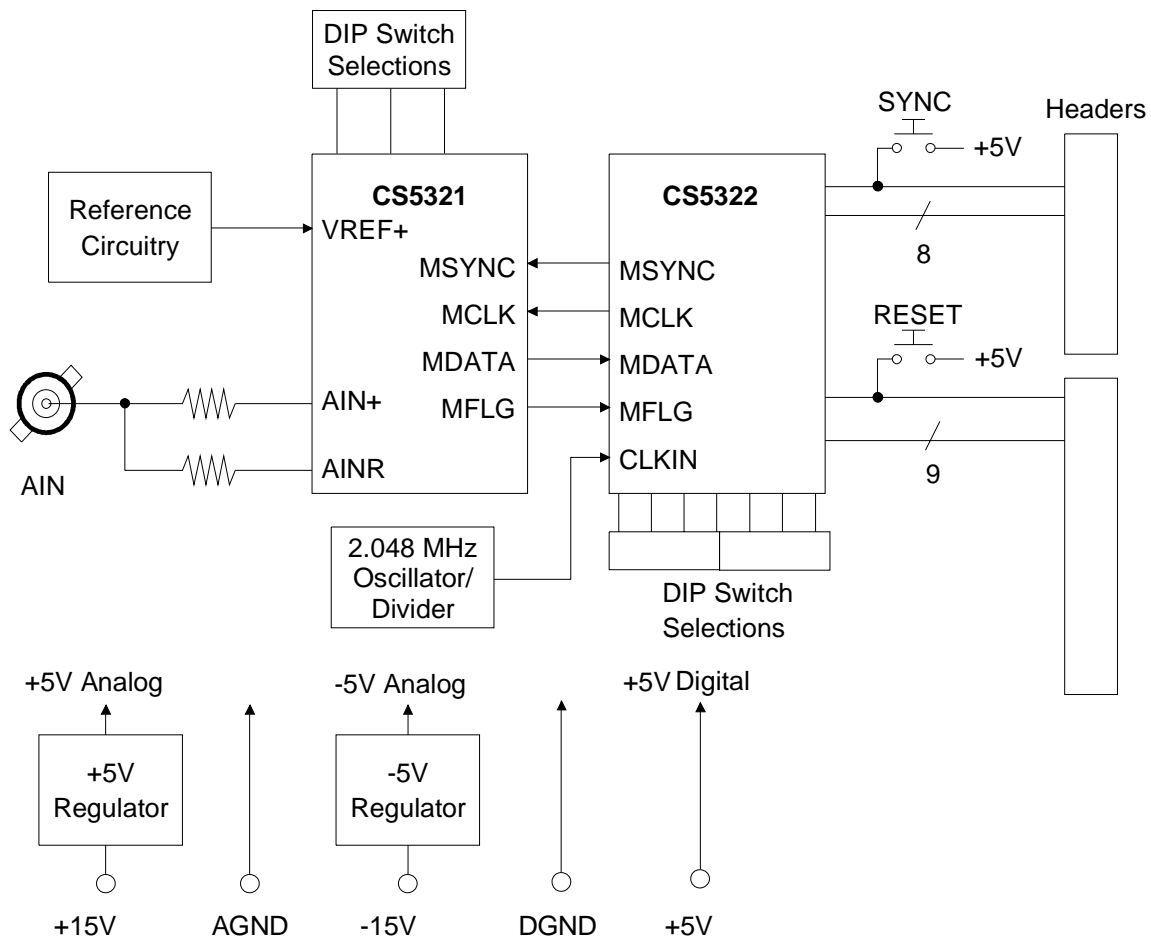 DIP Switch
Selections
SYNC
Headers
+5V
CS5321
CS5322
Reference
Circuitry
VREF+
8
MSYNC
MSYNC
MCLK
MCLK
RESET
+5V
MDATA
MDATA
AIN+
MFLG
MFLG
AINR
CLKIN
9
AIN
2.048 MHz
Oscillator/
Divider
DIP Switch
Selections
+5V Analog
-5V Analog
+5V Digital
+5V
Regulator
-5V
Regulator
+15V
AGND
-15V
DGND
+5V